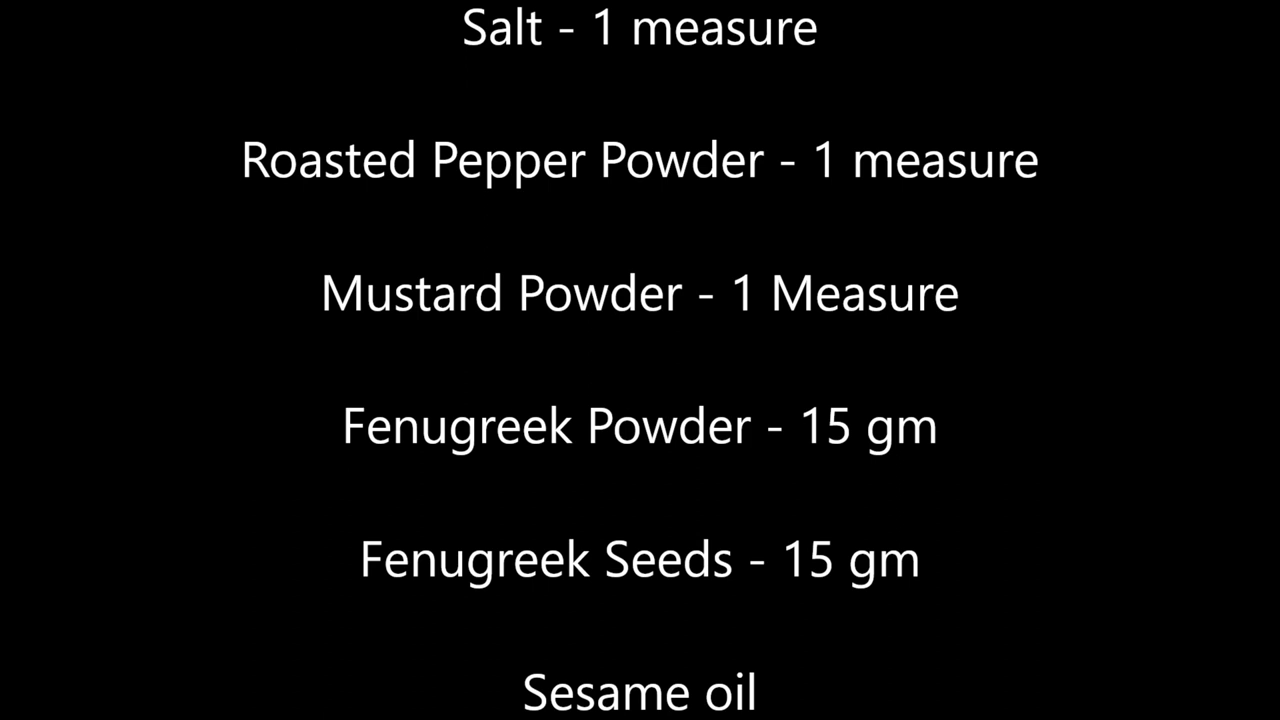 Salt - 1 measure
Roasted Pepper Powder - 1 measure
Mustard Powder - 1 Measure
Fenugreek Powder - 15 gm
Fenugreek Seeds - 15 gm
Sesame oil